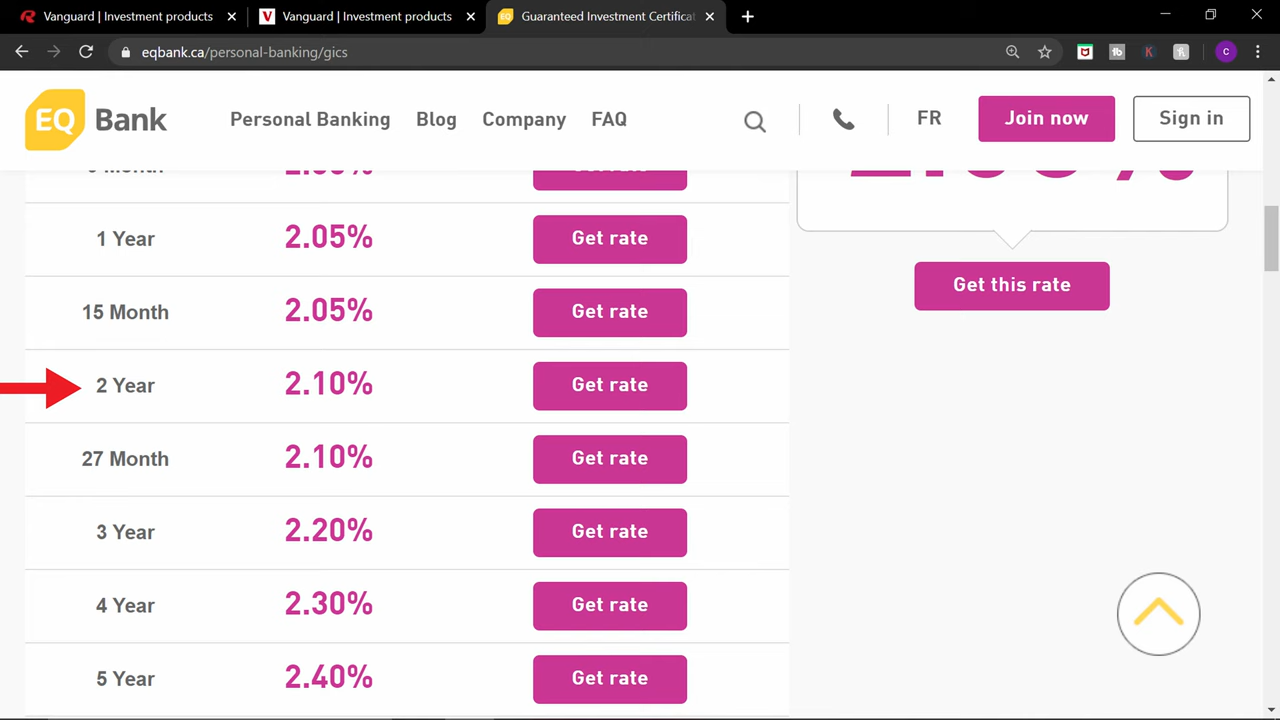 Vanguard | Investment products
Vanguard | Investment products
Guaranteed Investment Certificat
eqbank.ca/personal-banking/gics
EQ Bank
Personal Banking
Blog
Company
FAQ
FR
Join now
Sign in
1 Year 2.05% Get rate
Get this rate
15 Month 2.05% Get rate
2 Year 2.10% Get rate
27 Month 2.10% Get rate
3 Year 2.20% Get rate
4 Year 2.30% Get rate
5 Year 2.40% Get rate